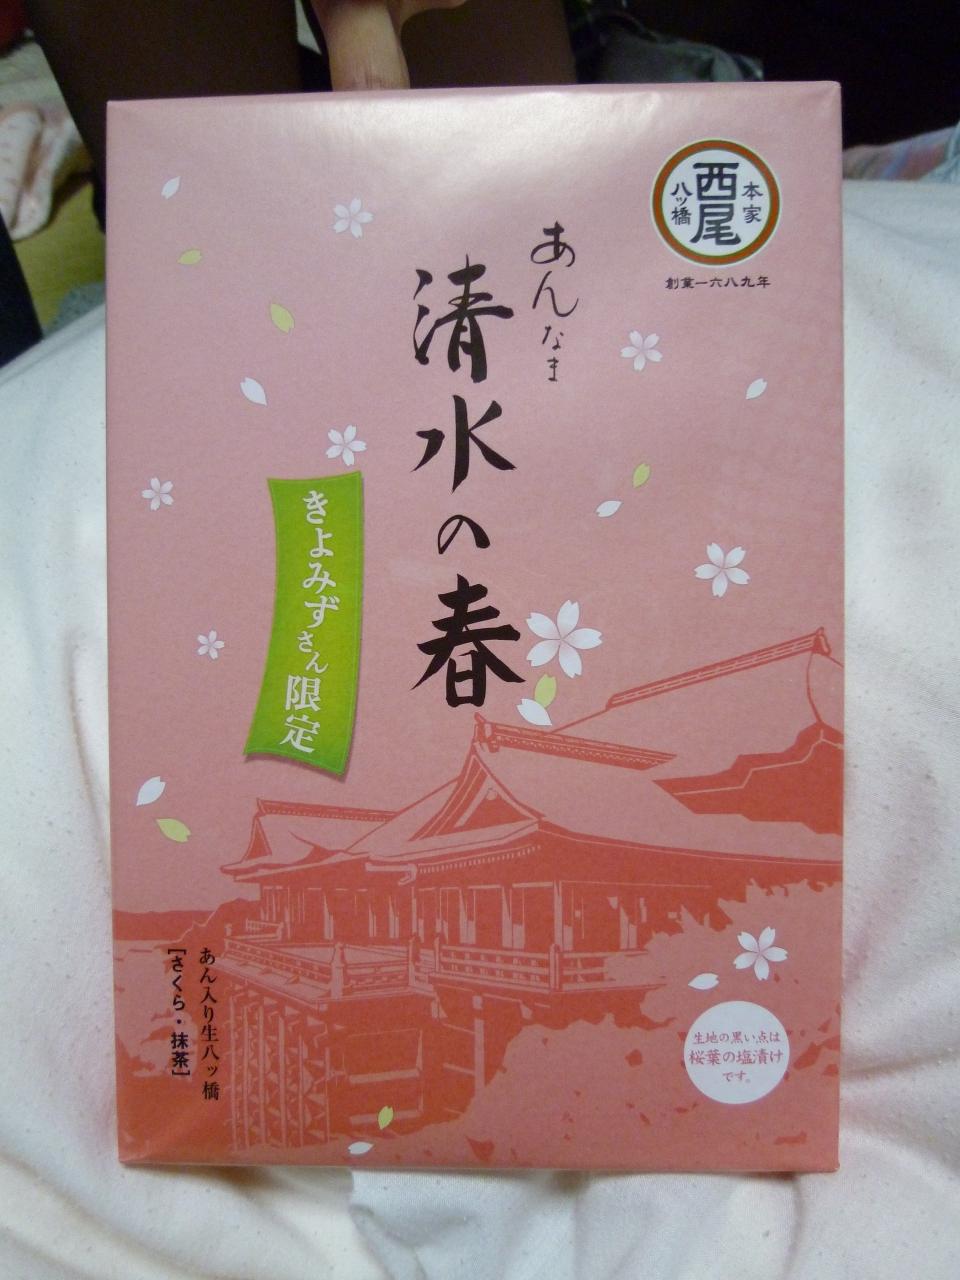 本家
西尾
八ッ橋
創業一六八九年
あんなま
清水の春
きよみずさん限定
あん入り生八ッ橋
[さくら・抹茶]
生地の黒い点は
桜葉の塩漬け
です。